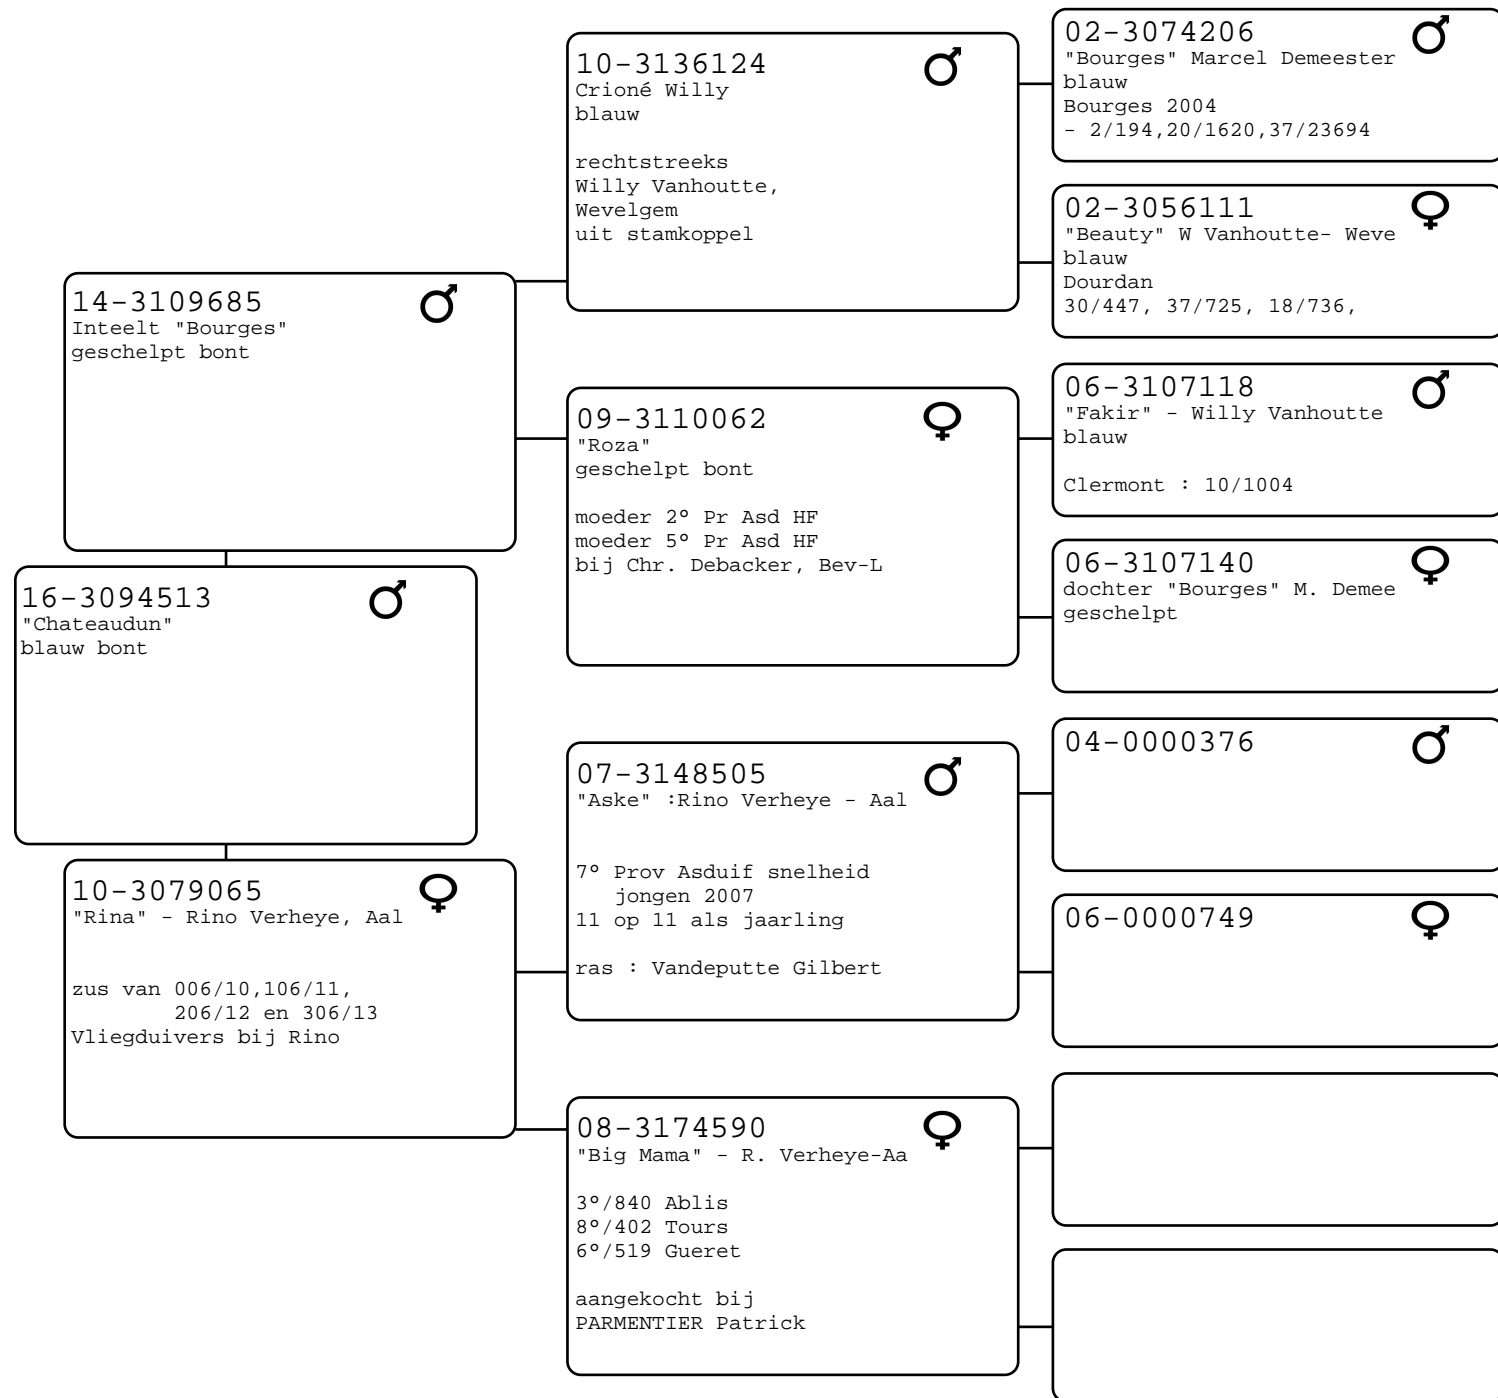 14-3109685
Inteelt "Bourges"
geschelpt bont
16-3094513
"Chateaudun"
blauw bont
10-3079065
"Rina" - Rino Verheye, Aal
zus van 006/10,106/11,
206/12 en 306/13
Vliegduivers bij Rino
10-3136124
Crioné Willy
blauw
rechtstreeks
Willy Vanhoutte,
Wevelgem
uit stamkoppel
09-3110062
"Roza"
geschelpt bont
moeder 2° Pr Asd HF
moeder 5° Pr Asd HF
bij Chr. Debacker, Bev-L
07-3148505
"Aske" :Rino Verheye - Aal
7° Prov Asduif snelheid
jongen 2007
11 op 11 als jaarling
ras : Vandeputte Gilbert
08-3174590
"Big Mama" - R. Verheye-Aa
3°/840 Ablis
8°/402 Tours
6°/519 Gueret
aangekocht bij
PARMENTIER Patrick
02-3074206
"Bourges" Marcel Demeester
blauw
Bourges 2004
- 2/194,20/1620,37/23694
02-3056111
"Beauty" W Vanhoutte- Weve
blauw
Dourdan
30/447, 37/725, 18/736,
06-3107118
"Fakir" - Willy Vanhoutte
blauw
Clermont : 10/1004
06-3107140
dochter "Bourges" M. Demee
geschelpt
04-0000376
06-0000749